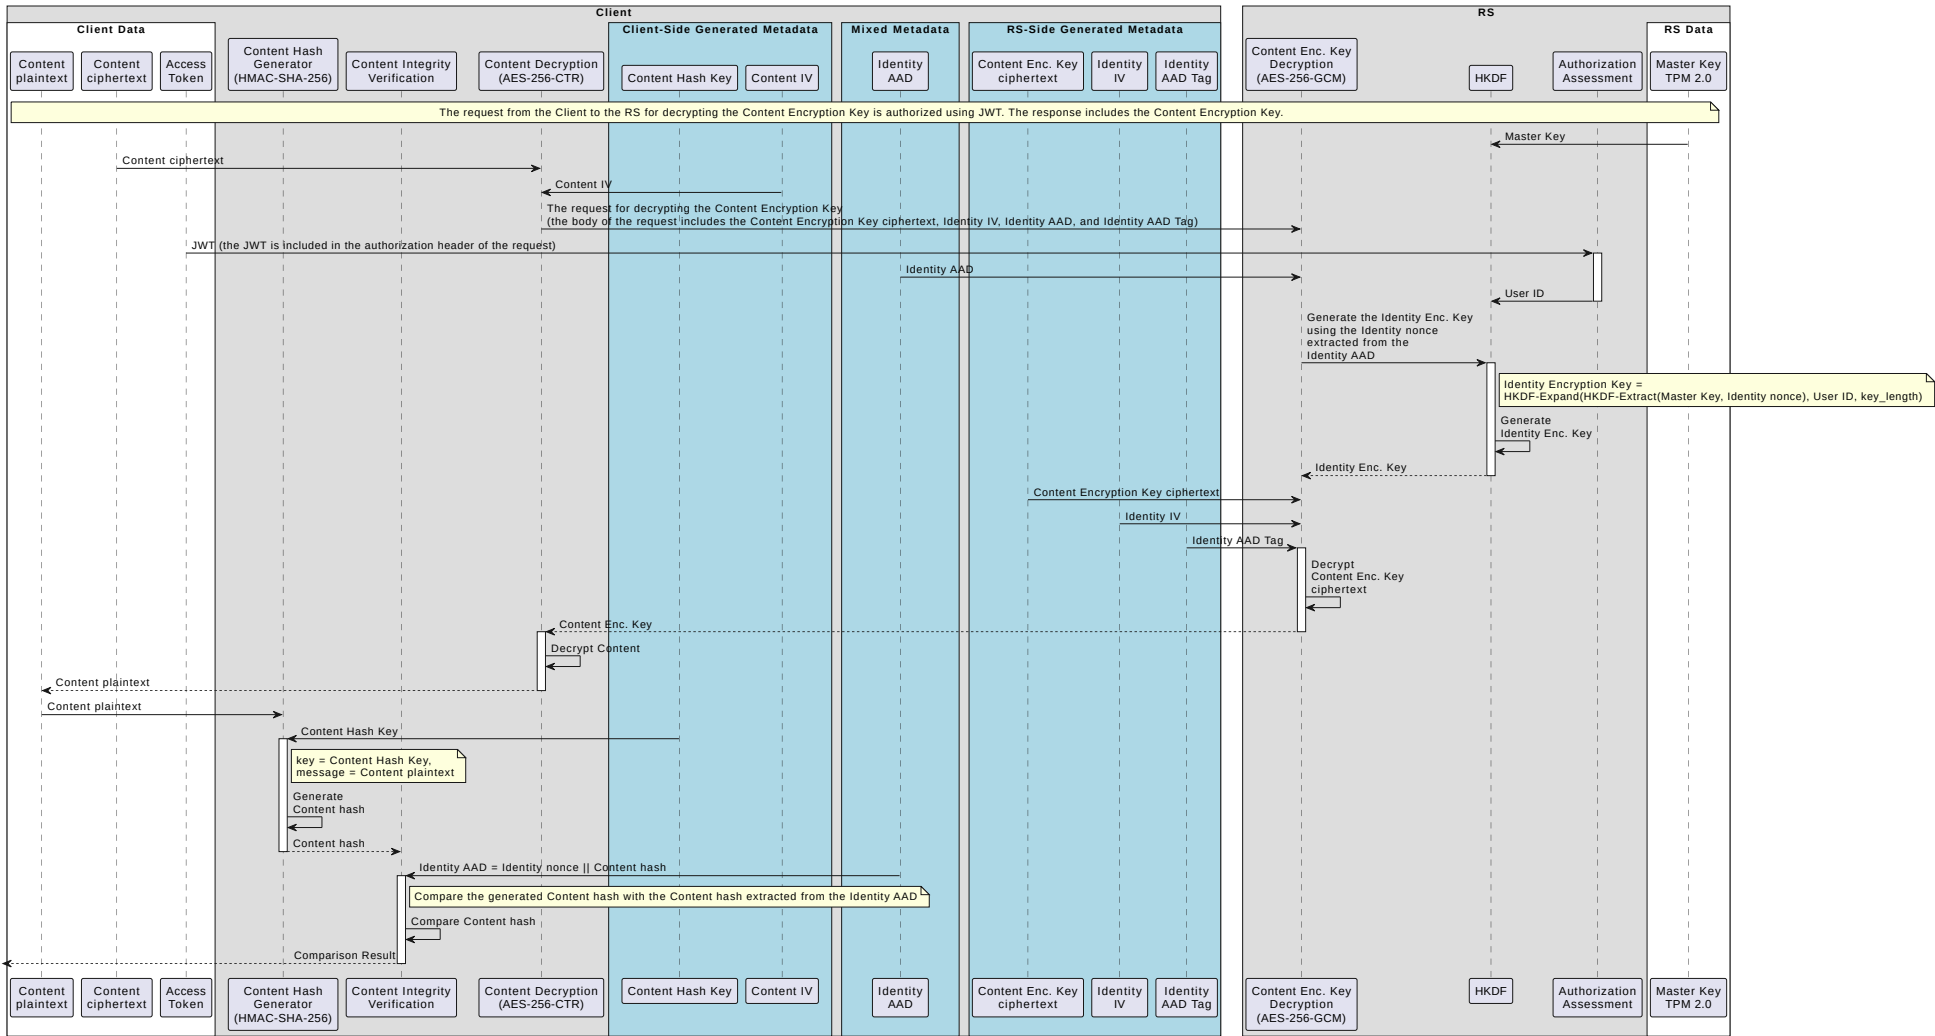 Client
RS
Client Data
Client-Side Generated Metadata
Mixed Metadata
RS-Side Generated Metadata
RS Data
Content
plaintext
Content
ciphertext
Access
Token
Content Hash
Generator
(HMAC-SHA-256)
Content Integrity
Verification
Content Decryption
(AES-256-CTR)
Content Hash Key
Content IV
Identity
AAD
Content Enc. Key
ciphertext
Identity
IV
Identity
AAD Tag
Content Enc. Key
Decryption
(AES-256-GCM)
HKDF
Authorization
Assessment
Master Key
TPM 2.0
The request from the Client to the RS for decrypting the Content Encryption Key is authorized using JWT. The response includes the Content Encryption Key.
Master Key
Content ciphertext
Content IV
The request for decrypting the Content Encryption Key
(the body of the request includes the Content Encryption Key ciphertext, Identity IV, Identity AAD, and Identity AAD Tag)
JWT (the JWT is included in the authorization header of the request)
Identity AAD
User ID
Generate the Identity Enc. Key
using the Identity nonce
extracted from the
Identity AAD
Identity Encryption Key =
HKDF-Expand(HKDF-Extract(Master Key, Identity nonce), User ID, key_length)
Generate
Identity Enc. Key
Identity Enc. Key
Content Encryption Key ciphertext
Identity IV
Identity AAD Tag
Decrypt
Content Enc. Key
ciphertext
Content Enc. Key
Decrypt Content
Content plaintext
Content plaintext
Content Hash Key
key = Content Hash Key,
message = Content plaintext
Generate
Content hash
Content hash
Identity AAD = Identity nonce || Content hash
Compare the generated Content hash with the Content hash extracted from the Identity AAD
Compare Content hash
Comparison Result
Content
plaintext
Content
ciphertext
Access
Token
Content Hash
Generator
(HMAC-SHA-256)
Content Integrity
Verification
Content Decryption
(AES-256-CTR)
Content Hash Key
Content IV
Identity
AAD
Content Enc. Key
ciphertext
Identity
IV
Identity
AAD Tag
Content Enc. Key
Decryption
(AES-256-GCM)
HKDF
Authorization
Assessment
Master Key
TPM 2.0